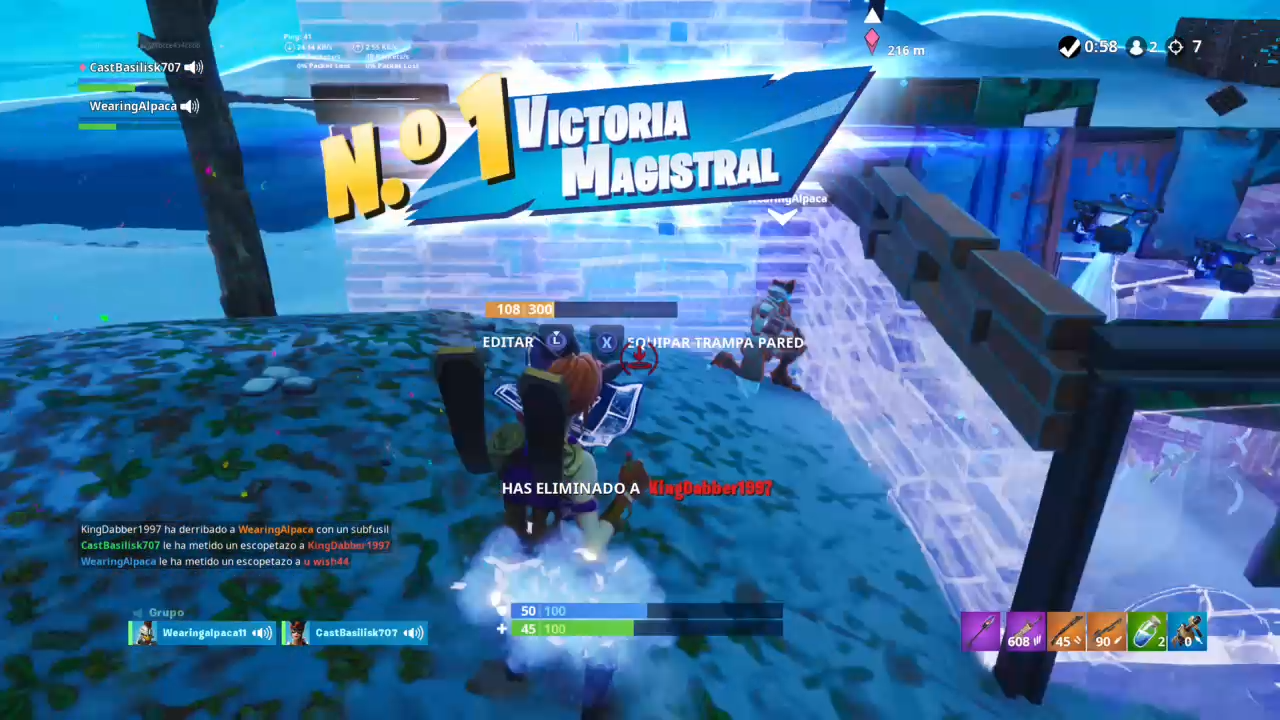 Ping: 41
CastBasilisk707
WearingAlpaca
216 m
0:58
2
7
N.º 1 VICTORIA
MAGISTRAL
108 300
EDITAR L X EQUIPAR TRAMPA PARED
HAS ELIMINADO A KingDabber1997
KingDabber1997 ha derribado a WearingAlpaca con un subfusil
CastBasilisk707 le ha metido un escopetazo a KingDabber1997
WearingAlpaca le ha metido un escopetazo a u wish44
Grupo
Wearingalpaca11
CastBasilisk707
50 100
45 100
608
45
90
2
0